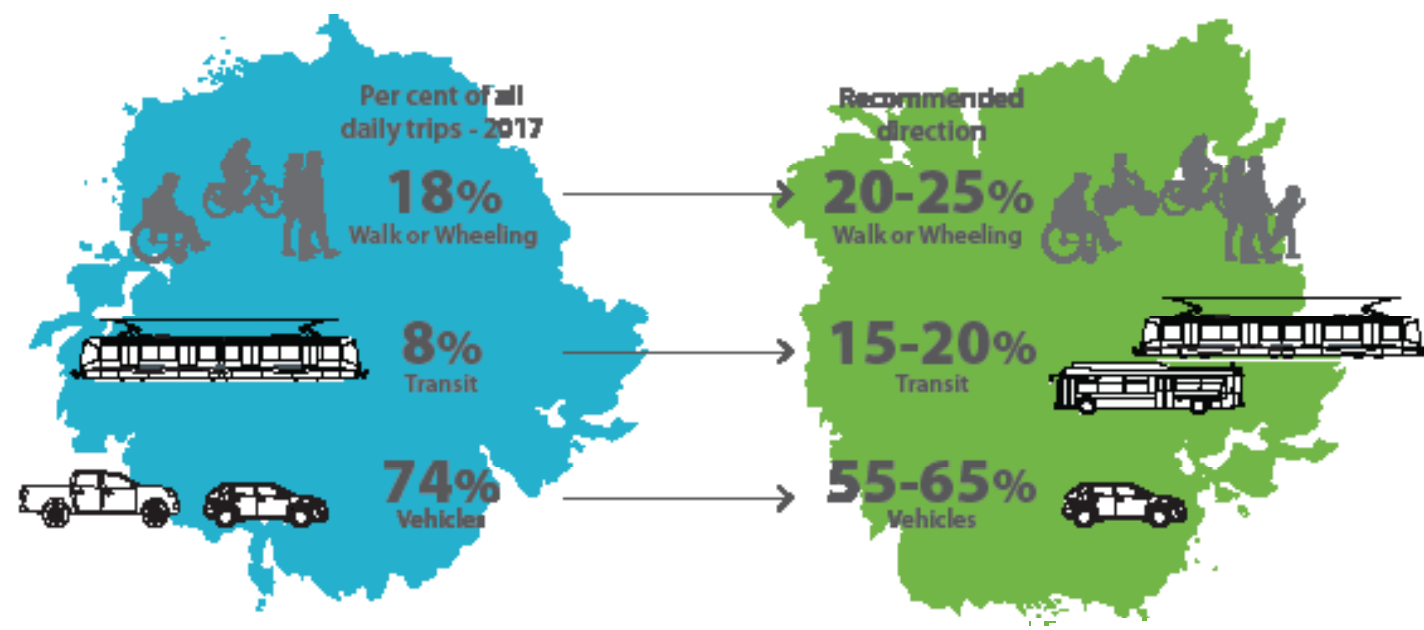 Per cent of all
daily trips - 2017
18%
Walk or Wheeling
8%
Transit
74%
Vehicles
Recommended
direction
20-25%
Walk or Wheeling
15-20%
Transit
55-65%
Vehicles